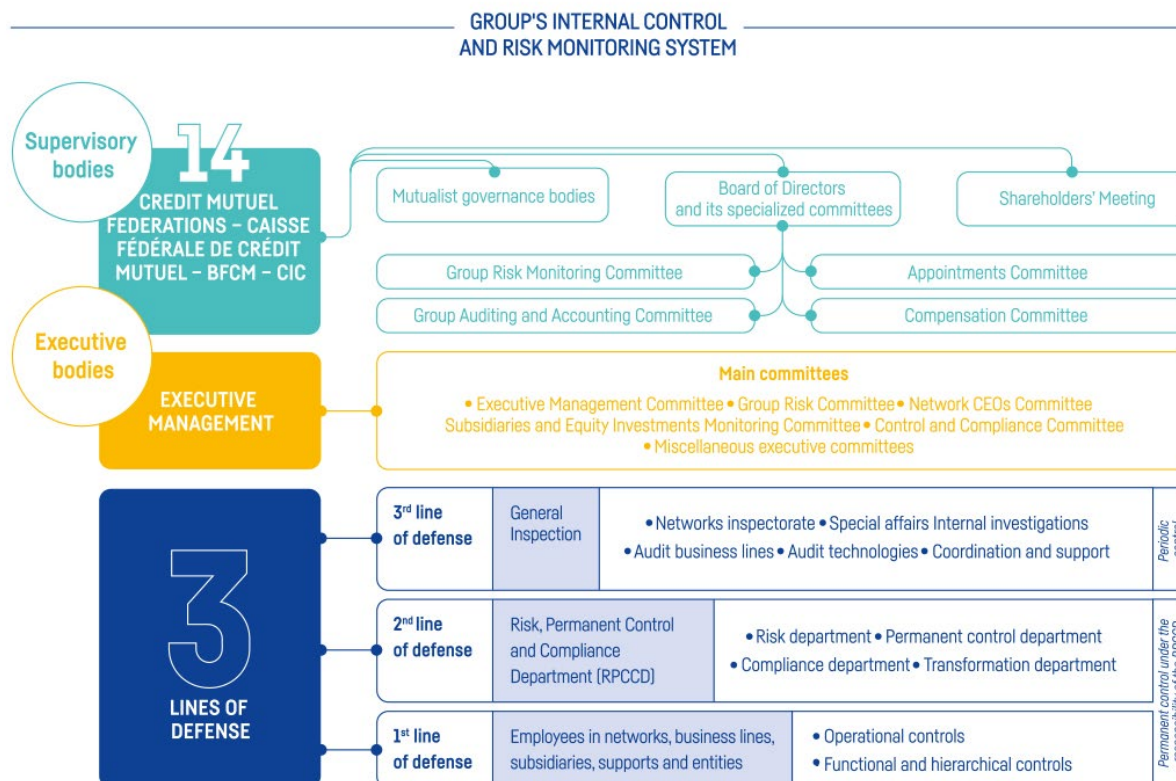 GROUP'S INTERNAL CONTROL
AND RISK MONITORING SYSTEM
Supervisory
bodies
14
CREDIT MUTUEL
FEDERATIONS – CAISSE
FÉDÉRALE DE CRÉDIT
MUTUEL – BFCM – CIC
Mutualist governance bodies
Board of Directors
and its specialized committees
Shareholders' Meeting
Group Risk Monitoring Committee
Appointments Committee
Group Auditing and Accounting Committee
Compensation Committee
Executive
bodies
EXECUTIVE
MANAGEMENT
Main committees
• Executive Management Committee • Group Risk Committee • Network CEOs Committee
Subsidiaries and Equity Investments Monitoring Committee • Control and Compliance Committee
• Miscellaneous executive committees
3
LINES OF
DEFENSE
3rd line
of defense
General
Inspection
• Networks inspectorate • Special affairs Internal investigations
• Audit business lines • Audit technologies • Coordination and support
Periodic
2nd line
of defense
Risk, Permanent Control
and Compliance
Department (RPCCD)
• Risk department • Permanent control department
• Compliance department • Transformation department
Permanent control under the
1st line
of defense
Employees in networks, business lines,
subsidiaries, supports and entities
• Operational controls
• Functional and hierarchical controls